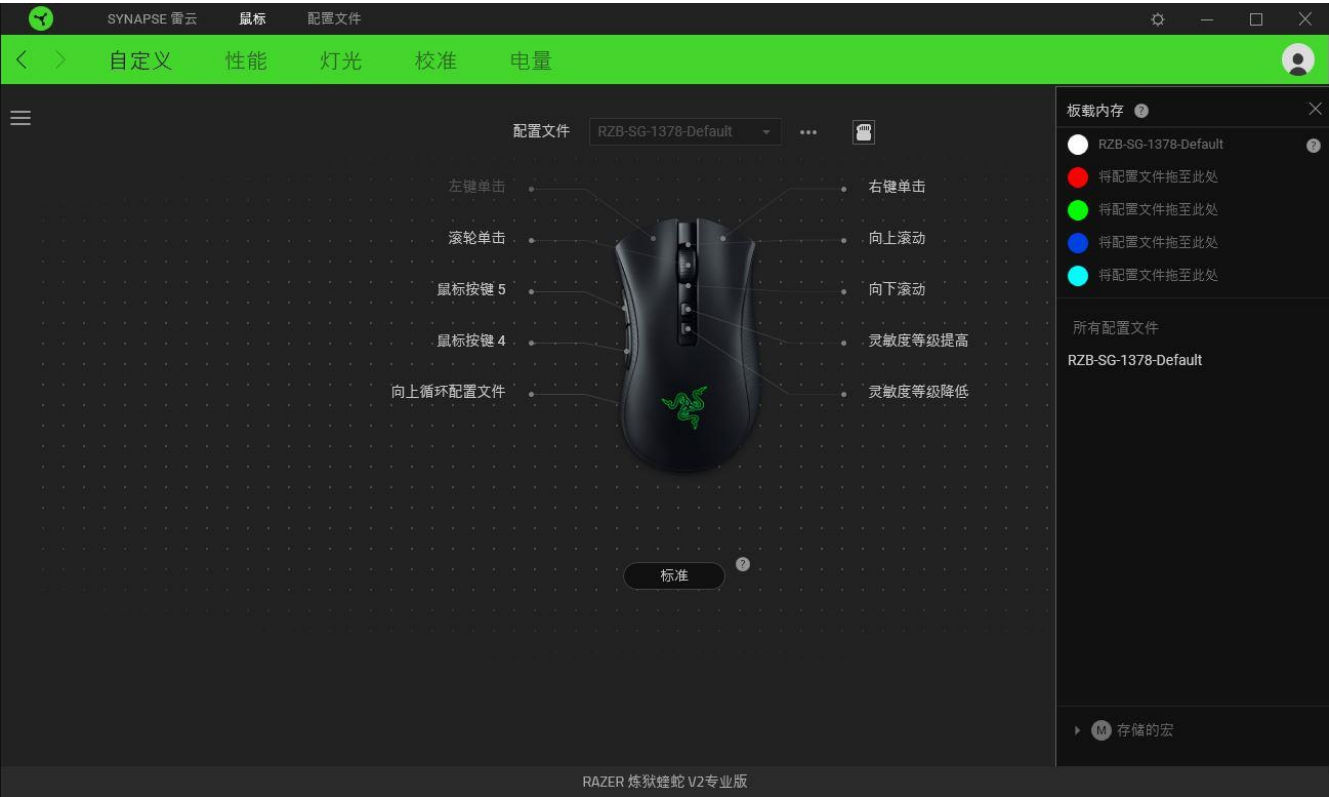 SYNAPSE 雷云 鼠标 配置文件
自定义 性能 灯光 校准 电量
配置文件 RZB-SG-1378-Default
左键单击
滚轮单击
鼠标按键 5
鼠标按键 4
向上循环配置文件
右键单击
向上滚动
向下滚动
灵敏度等级提高
灵敏度等级降低
标准
?
板载内存 ?
RZB-SG-1378-Default ?
将配置文件拖至此处
将配置文件拖至此处
将配置文件拖至此处
将配置文件拖至此处
所有配置文件
RZB-SG-1378-Default
M 存储的宏
RAZER 炼狱蝰蛇 V2专业版